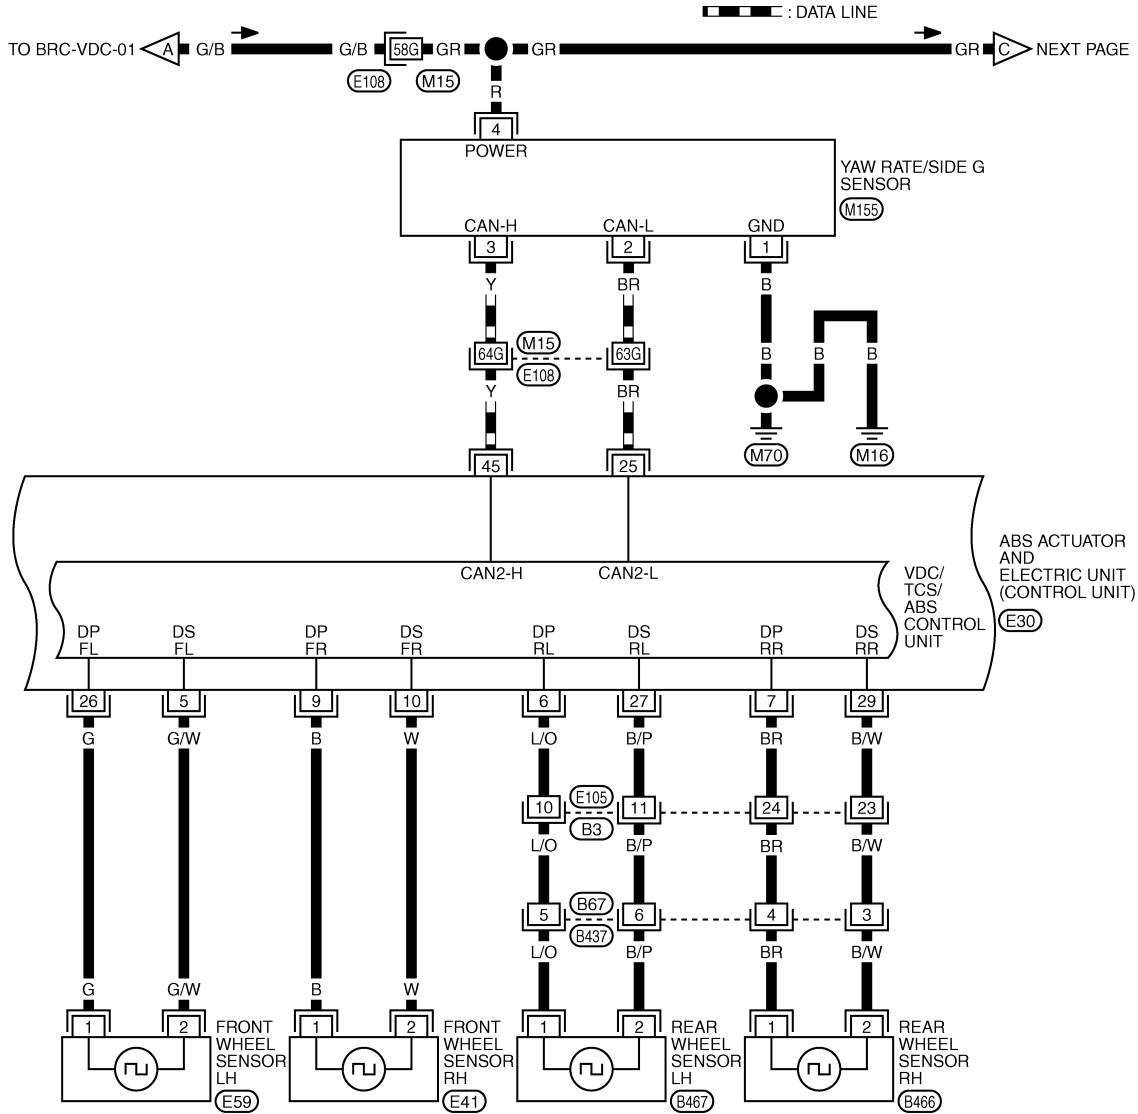 : DATA LINE
TO BRC-VDC-01 A G/B G/B 58G GR GR GR C NEXT PAGE
E108 M15
R
4
POWER
YAW RATE/SIDE G
SENSOR
M155
CAN-H CAN-L GND
3 2 1
Y BR B
64G M15 63G B B B
E108
Y BR
M70 M16
45 25
ABS ACTUATOR
AND
ELECTRIC UNIT
(CONTROL UNIT)
E30
CAN2-H CAN2-L
VDC/
TCS/
ABS
CONTROL
UNIT
DP DS DP DS DP DS DP DS
FL FL FR FR RL RL RR RR
26 5 9 10 6 27 7 29
G G/W B W L/O B/P BR B/W
10 E105 11 24 23
B3
L/O B/P BR B/W
5 B67 6 4 3
B437
L/O B/P BR B/W
G G/W B W
1 2 1 2 1 2 1 2
FRONT
WHEEL
SENSOR
LH
E59
FRONT
WHEEL
SENSOR
RH
E41
REAR
WHEEL
SENSOR
LH
B467
REAR
WHEEL
SENSOR
RH
B466